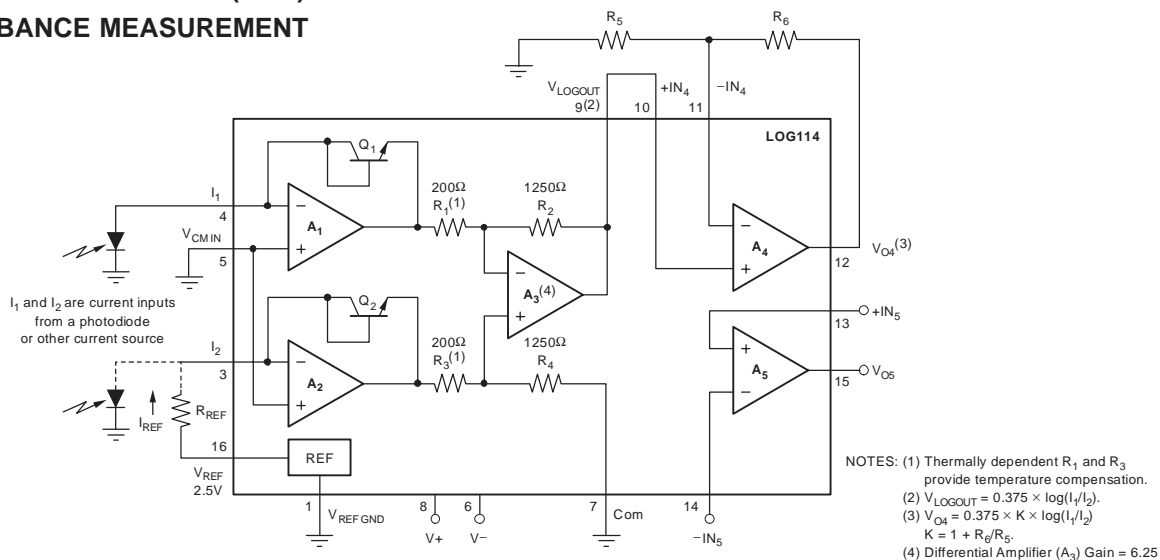 BANCE MEASUREMENT
R5
R6
VLOGOUT
9(2)
+IN4
10
−IN4
11
LOG114
Q1
I1
4
200Ω
R1(1)
1250Ω
R2
A1
VCM IN
5
A3(4)
A4
VO4(3)
12
I1 and I2 are current inputs
from a photodiode
or other current source
Q2
+IN5
13
I2
3
200Ω
R3(1)
1250Ω
R4
A2
A5
VO5
15
RREF
IREF
16
REF
VREF
2.5V
1
VREF GND
8
V+
6
V−
7
Com
14
−IN5
NOTES: (1) Thermally dependent R1 and R3
provide temperature compensation.
(2) VLOGOUT = 0.375 × log(I1/I2).
(3) VO4 = 0.375 × K × log(I1/I2)
K = 1 + R6/R5.
(4) Differential Amplifier (A3) Gain = 6.25